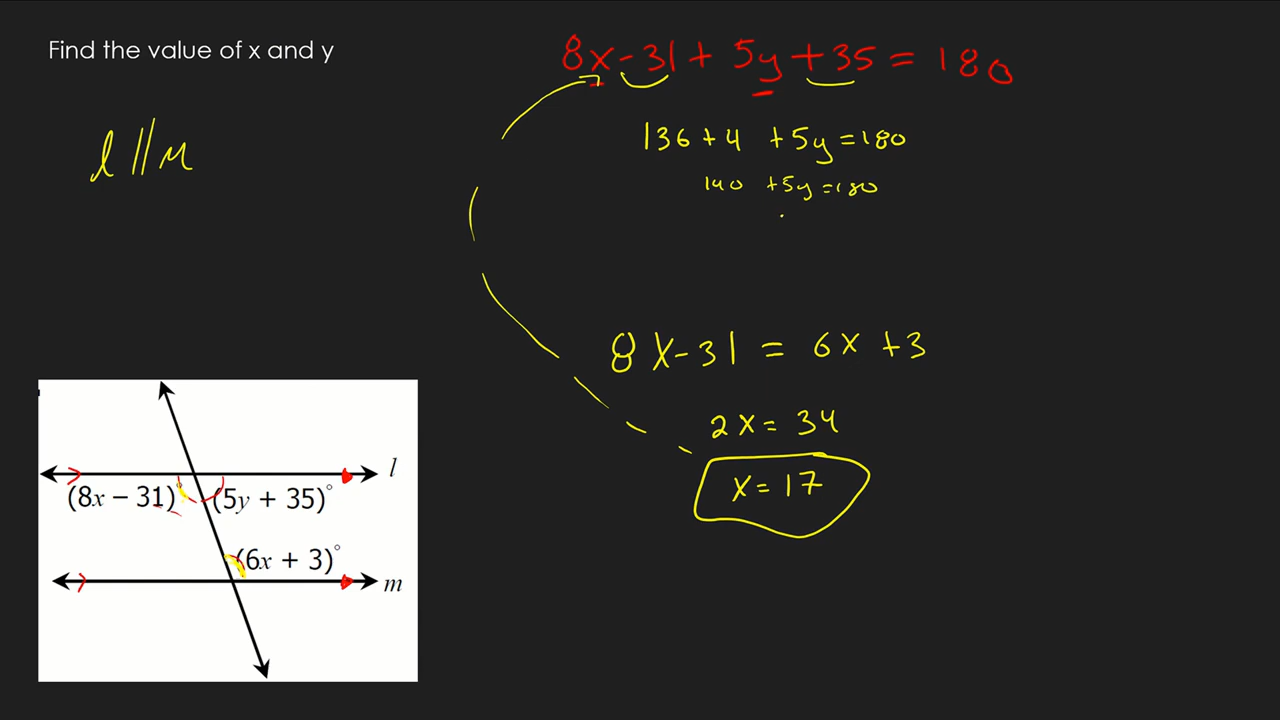 Find the value of x and y
8x - 31 + 5y + 35 = 180
l // m
136 + 4 + 5y = 180
140 + 5y = 180
8x - 31 = 6x + 3
2x = 34
x = 17
l
(8x − 31)° (5y + 35)°
(6x + 3)°
m